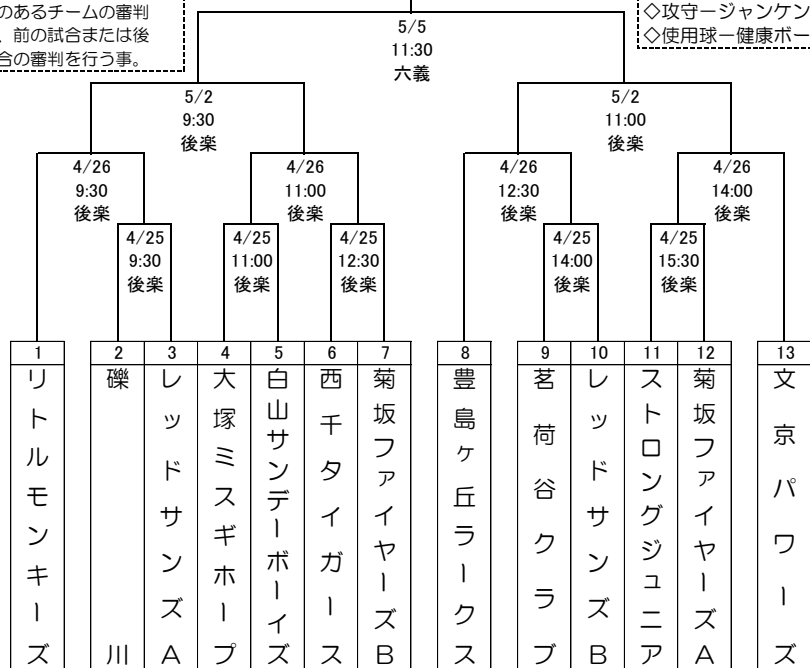 のあるチームの審判
、前の試合または後
合の審判を行う事。
◇攻守ージャンケン
◇使用球ー健康ボー
5/5
11:30
六義
5/2
9:30
後楽
5/2
11:00
後楽
4/26
9:30
後楽
4/26
11:00
後楽
4/26
12:30
後楽
4/26
14:00
後楽
4/25
9:30
後楽
4/25
11:00
後楽
4/25
12:30
後楽
4/25
14:00
後楽
4/25
15:30
後楽
1
リトルモンキーズ
2
礫川
3
レッドサンズA
4
大塚ミスギホープ
5
白山サンデーボーイズ
6
西千タイガース
7
菊坂ファイヤーズB
8
豊島ヶ丘ラークス
9
茗荷谷クラブ
10
レッドサンズB
11
ストロングジュニア
12
菊坂ファイヤーズA
13
文京パワーズ